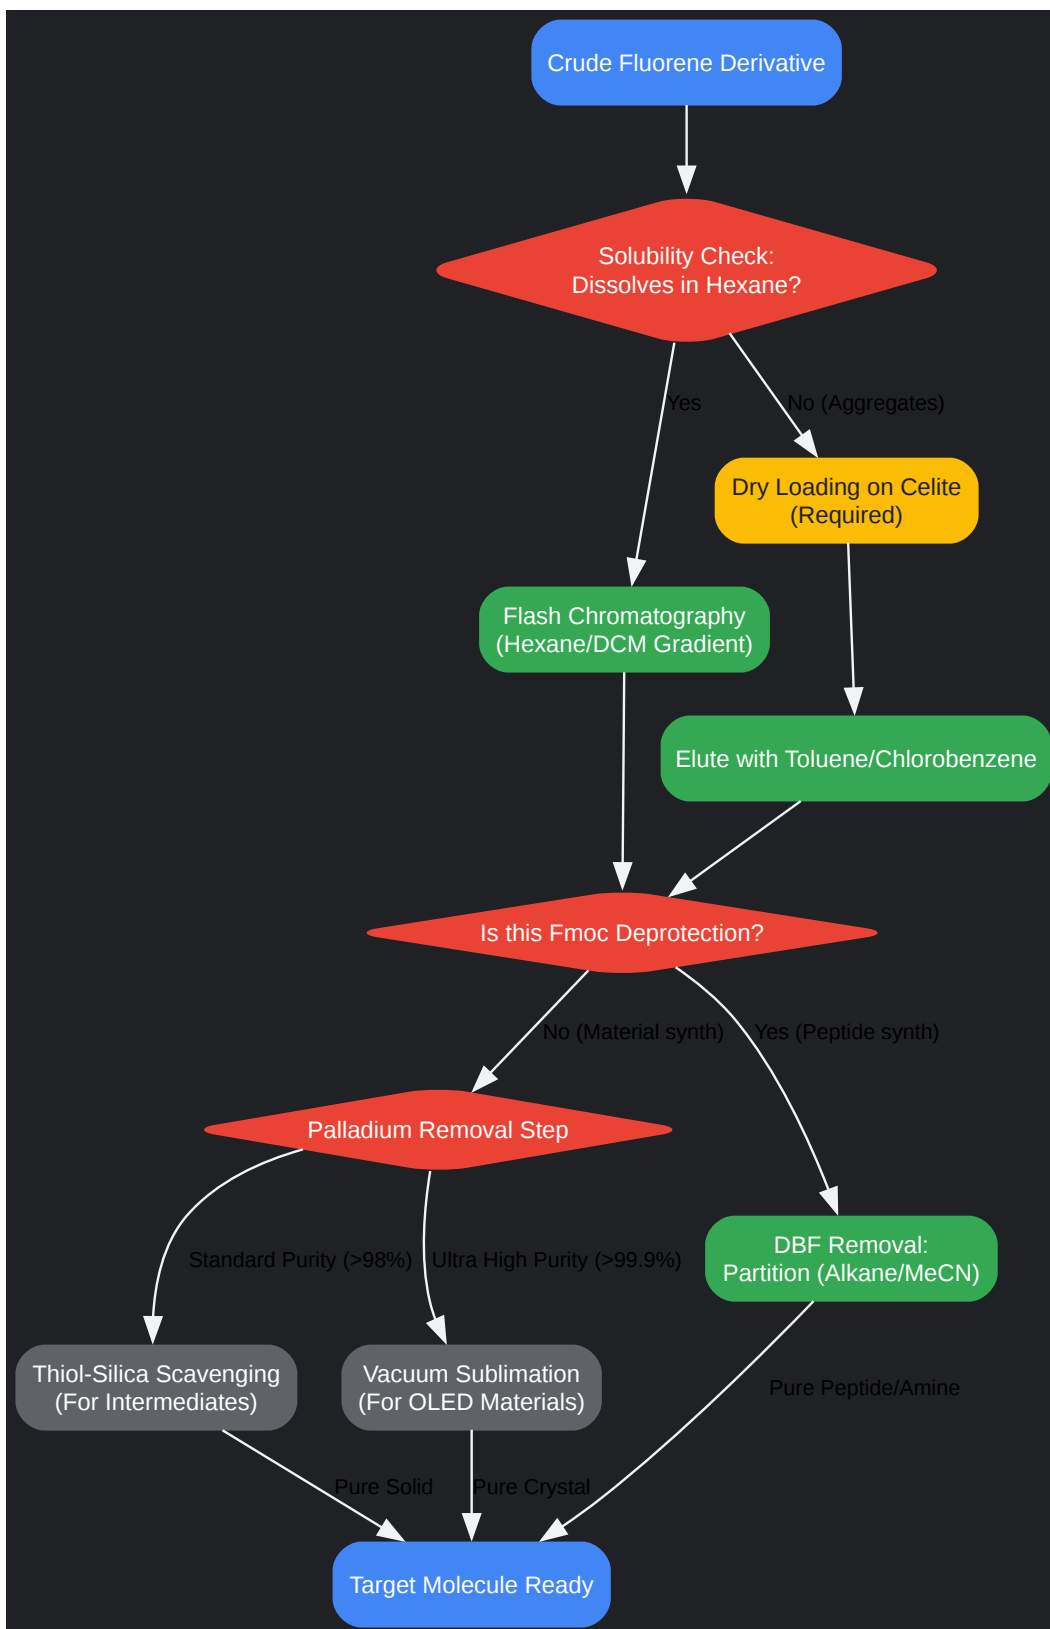 Crude Fluorene Derivative
Solubility Check:
Dissolves in Hexane?
Yes
No (Aggregates)
Dry Loading on Celite
(Required)
Flash Chromatography
(Hexane/DCM Gradient)
Elute with Toluene/Chlorobenzene
Is this Fmoc Deprotection?
No (Material synth)
Yes (Peptide synth)
Palladium Removal Step
Standard Purity (>98%)
Ultra High Purity (>99.9%)
DBF Removal:
Partition (Alkane/MeCN)
Thiol-Silica Scavenging
(For Intermediates)
Vacuum Sublimation
(For OLED Materials)
Pure Peptide/Amine
Pure Solid
Pure Crystal
Target Molecule Ready